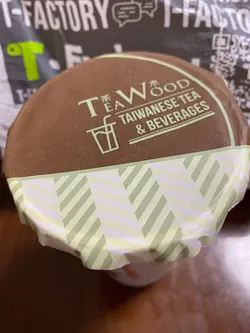 T-FACTORY
T-FACTORY
T
TEAWOOD
TAIWANESE TEA
& BEVERAGES